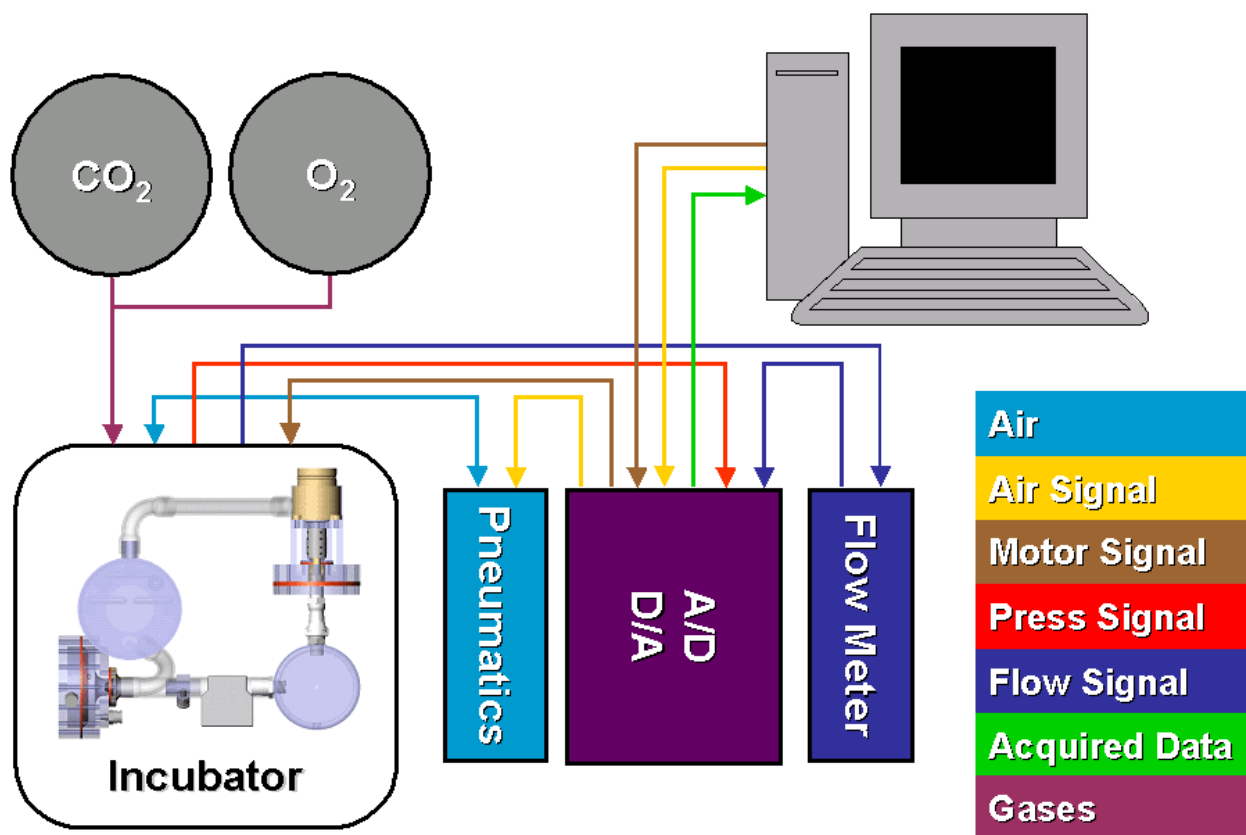 CO₂
O₂
Incubator
Pneumatics
A/D
D/A
Flow Meter
Air
Air Signal
Motor Signal
Press Signal
Flow Signal
Acquired Data
Gases